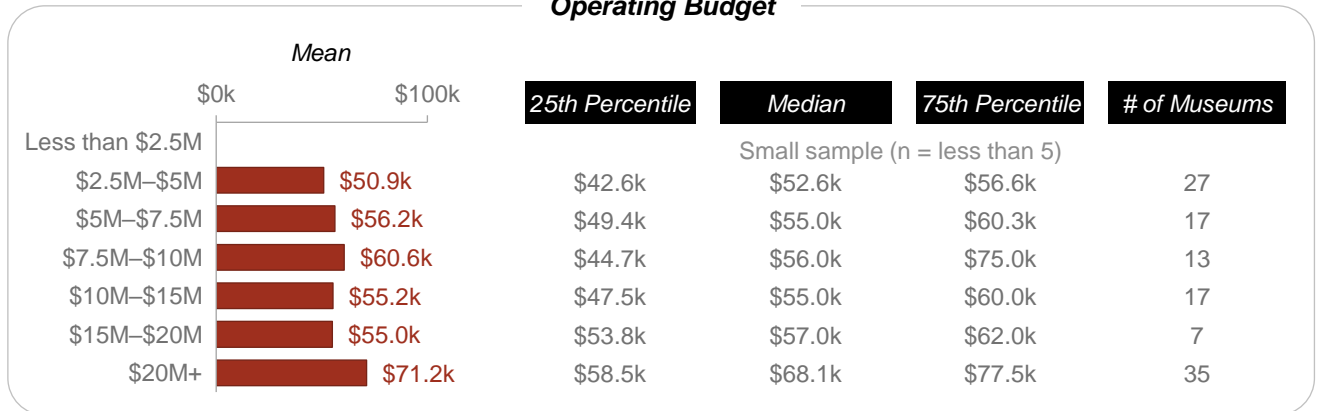 Operating Budget
Mean
$0k $100k 25th Percentile Median 75th Percentile # of Museums
Less than $2.5M Small sample (n = less than 5)
$2.5M–$5M $50.9k $42.6k $52.6k $56.6k 27
$5M–$7.5M $56.2k $49.4k $55.0k $60.3k 17
$7.5M–$10M $60.6k $44.7k $56.0k $75.0k 13
$10M–$15M $55.2k $47.5k $55.0k $60.0k 17
$15M–$20M $55.0k $53.8k $57.0k $62.0k 7
$20M+ $71.2k $58.5k $68.1k $77.5k 35